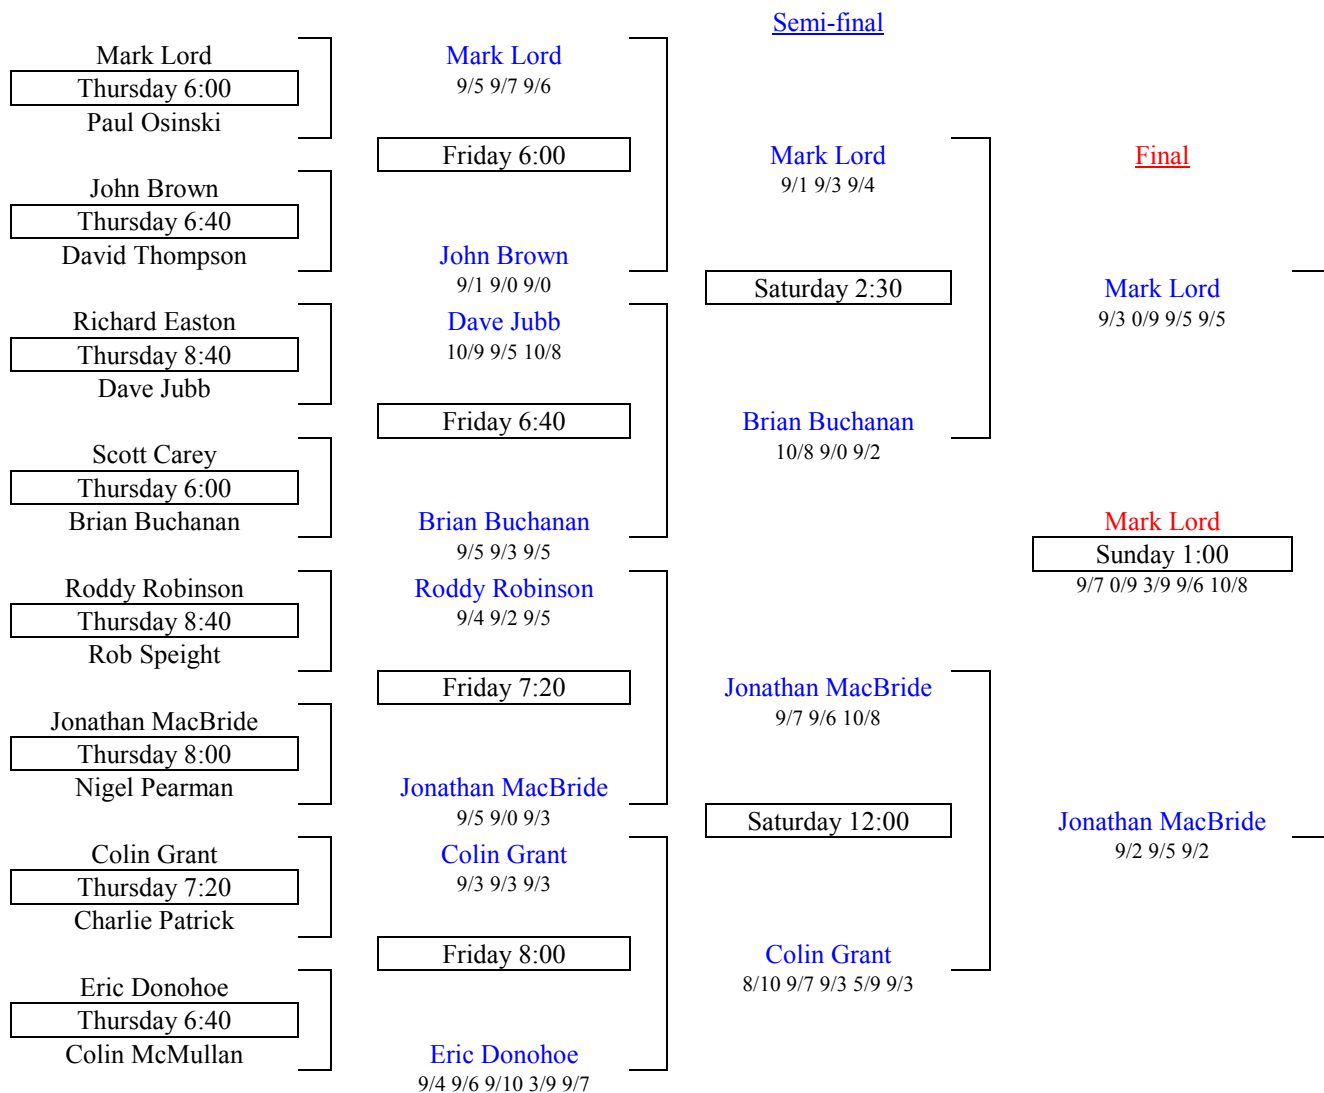 Semi-final
Mark Lord
Thursday 6:00
Paul Osinski
John Brown
Thursday 6:40
David Thompson
Richard Easton
Thursday 8:40
Dave Jubb
Scott Carey
Thursday 6:00
Brian Buchanan
Roddy Robinson
Thursday 8:40
Rob Speight
Jonathan MacBride
Thursday 8:00
Nigel Pearman
Colin Grant
Thursday 7:20
Charlie Patrick
Eric Donohoe
Thursday 6:40
Colin McMullan
Mark Lord
9/5 9/7 9/6
Friday 6:00
John Brown
9/1 9/0 9/0
Dave Jubb
10/9 9/5 10/8
Friday 6:40
Brian Buchanan
9/5 9/3 9/5
Roddy Robinson
9/4 9/2 9/5
Friday 7:20
Jonathan MacBride
9/5 9/0 9/3
Colin Grant
9/3 9/3 9/3
Friday 8:00
Eric Donohoe
9/4 9/6 9/10 3/9 9/7
Mark Lord
9/1 9/3 9/4
Saturday 2:30
Brian Buchanan
10/8 9/0 9/2
Jonathan MacBride
9/7 9/6 10/8
Saturday 12:00
Colin Grant
8/10 9/7 9/3 5/9 9/3
Final
Mark Lord
9/3 0/9 9/5 9/5
Mark Lord
Sunday 1:00
9/7 0/9 3/9 9/6 10/8
Jonathan MacBride
9/2 9/5 9/2